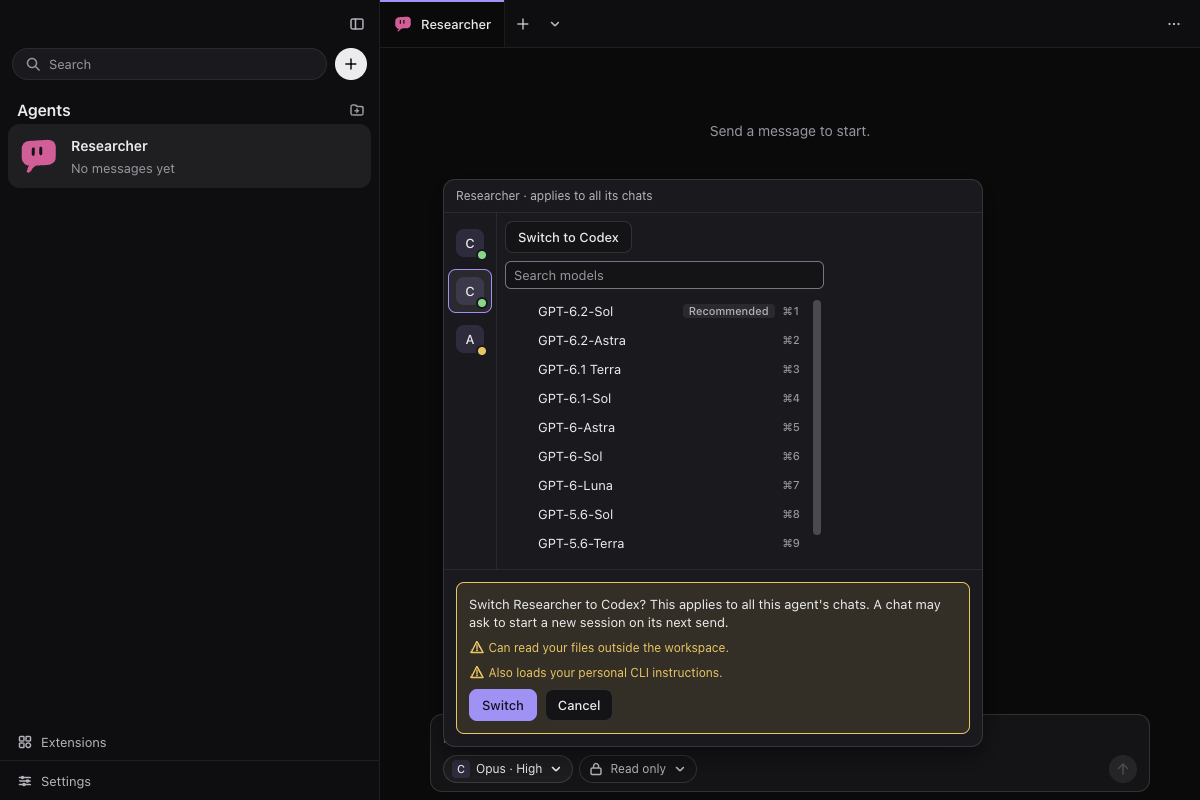 Researcher
Search
Agents
Researcher
No messages yet
Extensions
Settings
Send a message to start.
Researcher · applies to all its chats
C
C
A
Switch to Codex
Search models
GPT-6.2-Sol Recommended ⌘1
GPT-6.2-Astra ⌘2
GPT-6.1 Terra ⌘3
GPT-6.1-Sol ⌘4
GPT-6-Astra ⌘5
GPT-6-Sol ⌘6
GPT-6-Luna ⌘7
GPT-5.6-Sol ⌘8
GPT-5.6-Terra ⌘9
Switch Researcher to Codex? This applies to all this agent's chats. A chat may
ask to start a new session on its next send.
Can read your files outside the workspace.
Also loads your personal CLI instructions.
Switch Cancel
C Opus · High Read only